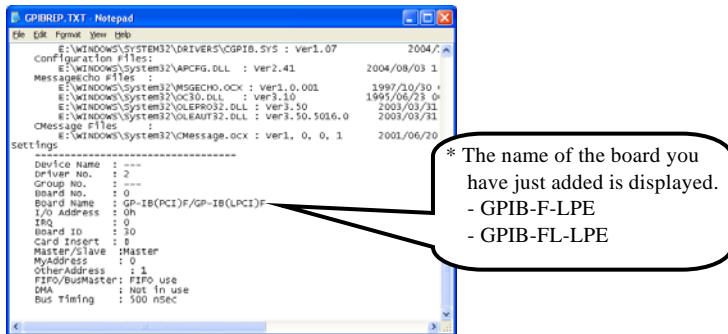 GPIBREP.TXT - Notepad
File Edit Format View Help
E:\WINDOWS\SYSTEM32\DRIVERS\CGPIB.SYS : Ver1.07 2004/
Configuration Files:
E:\WINDOWS\System32\APCFG.DLL : Ver2.41 2004/08/03 1
MessageEcho Files :
E:\WINDOWS\System32\MSGECHO.OCX : Ver1.0.001 1997/10/30
E:\WINDOWS\System32\OC30.DLL : Ver3.10 1995/06/23 0
E:\WINDOWS\System32\OLEPRO32.DLL : Ver3.50 2003/03/31
E:\WINDOWS\System32\OLEAUT32.DLL : Ver3.50.5016.0 2003/03/31
CMessage Files :
E:\WINDOWS\System32\CMessage.ocx : Ver1, 0, 0, 1 2001/06/20
Settings
-----------------------------------
Device Name : ---
Driver No. : 2
Group No. : ---
Board No. : 0
Board Name : GP-IB(PCI)F/GP-IB(LPCI)F
I/O Address : 0h
IRQ : 0
Board ID : 30
Card Insert : 0
Master/Slave :Master
MyAddress : 0
OtherAddress : 1
FIFO/BusMaster: FIFO use
DMA : Not in use
Bus Timing : 500 nSec
* The name of the board you
have just added is displayed.
- GPIB-F-LPE
- GPIB-FL-LPE